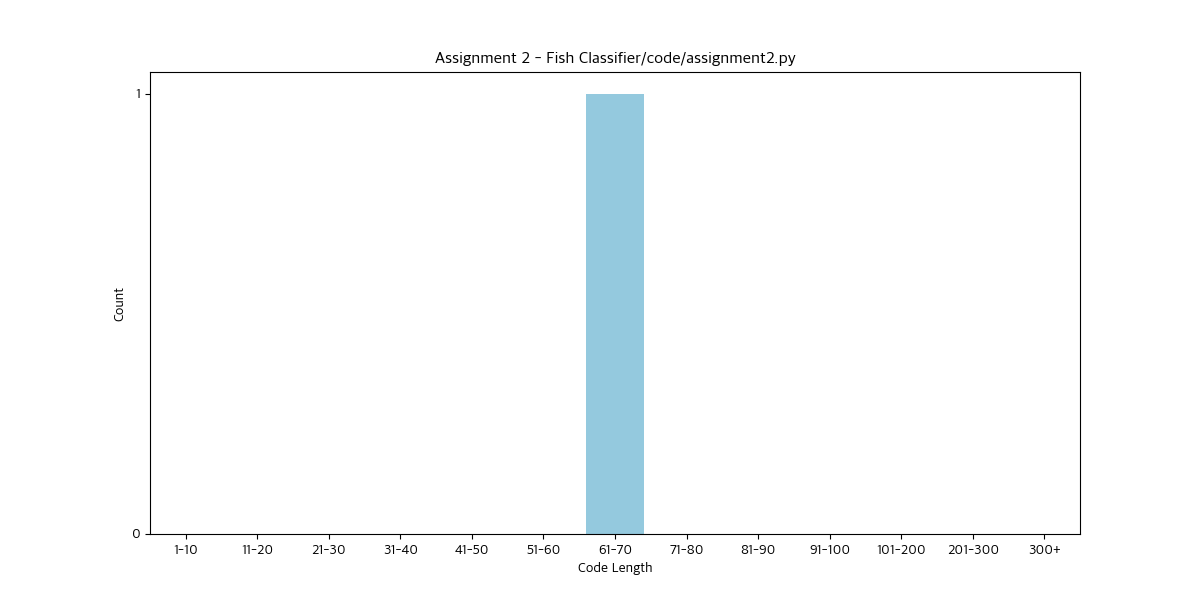 Assignment 2 - Fish Classifier/code/assignment2.py
1
Count
0
1-10 11-20 21-30 31-40 41-50 51-60 61-70 71-80 81-90 91-100 101-200 201-300 300+
Code Length